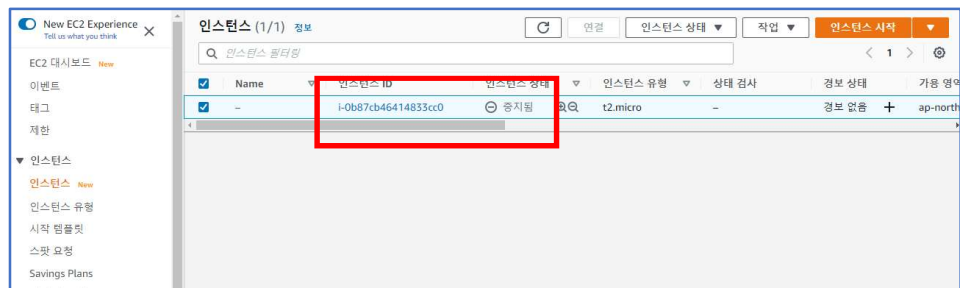 New EC2 Experience
Tell us what you think
EC2 대시보드 New
이벤트
태그
제한
인스턴스
인스턴스 New
인스턴스 유형
시작 템플릿
스팟 요청
Savings Plans
인스턴스 (1/1) 정보
연결 인스턴스 상태 작업 인스턴스 시작
인스턴스 필터링
1
Name 인스턴스 ID 인스턴스 상태 인스턴스 유형 상태 검사 경보 상태 가용 영역
– i-0b87cb46414833cc0 중지됨 t2.micro – 경보 없음 + ap-north